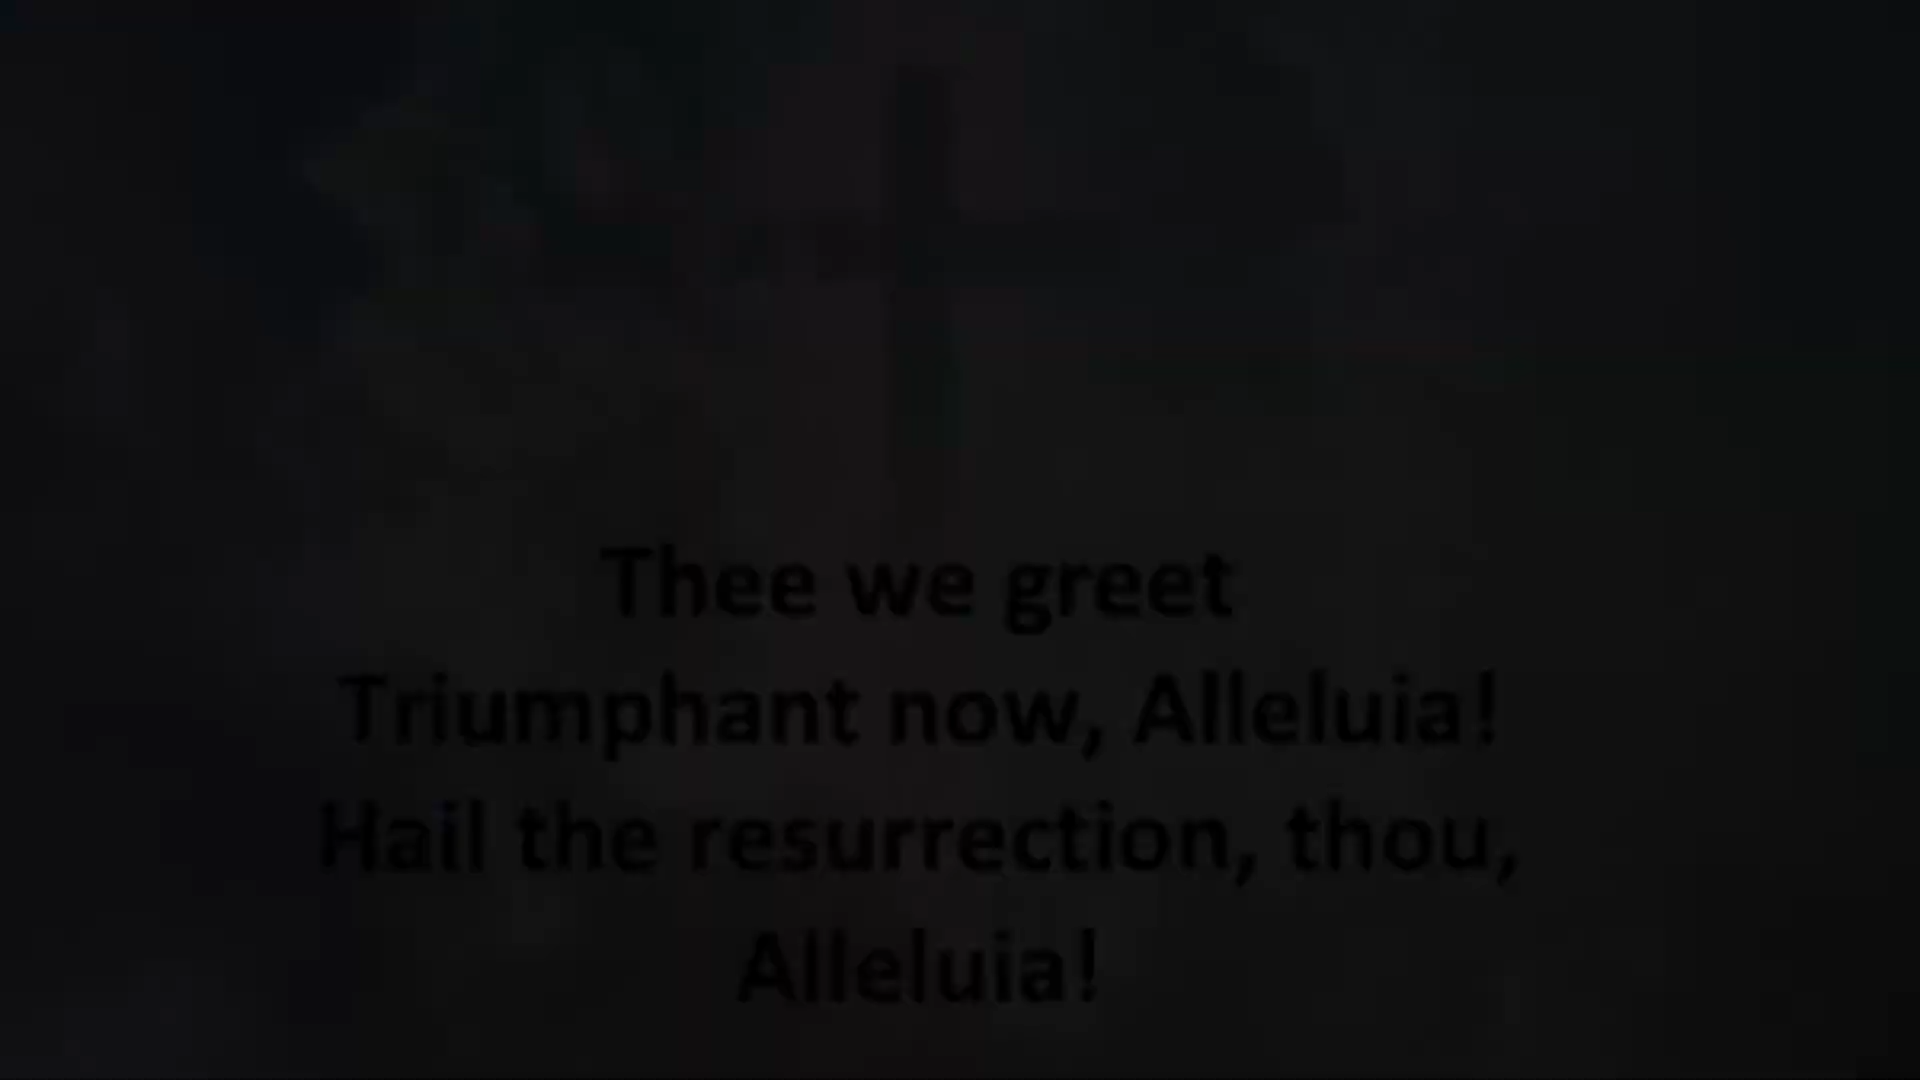 Thee we greet
Triumphant now, Alleluia!
Hail the resurrection, thou,
Alleluia!